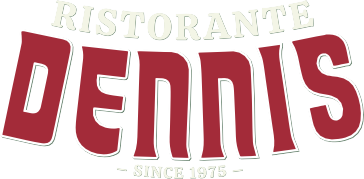 RISTORANTE
DENNIS
– SINCE 1975 –